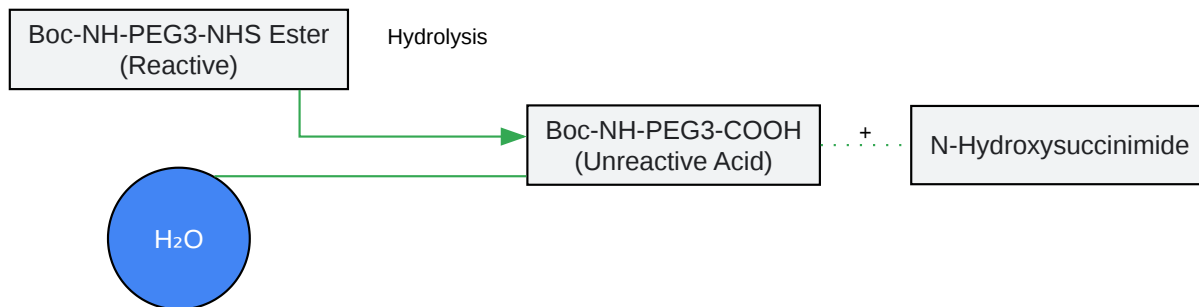 Boc-NH-PEG3-NHS Ester
(Reactive)
Hydrolysis
Boc-NH-PEG3-COOH
(Unreactive Acid)
+
N-Hydroxysuccinimide
H₂O